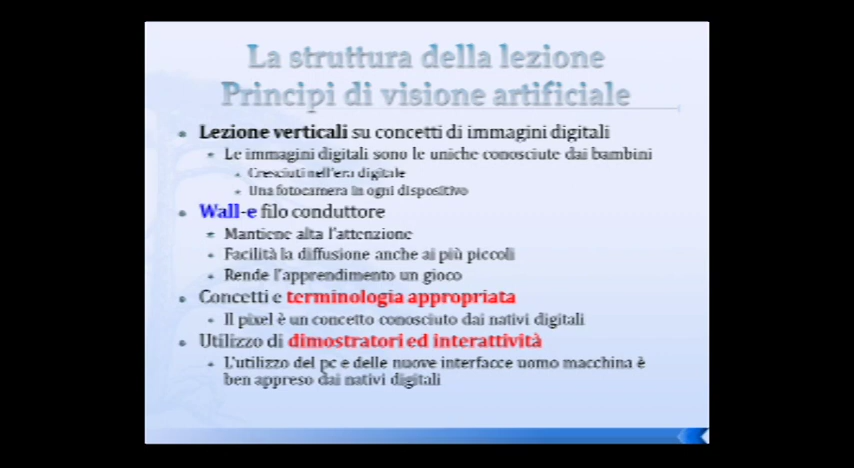 La struttura della lezione
Principi di visione artificiale
Lezione verticali su concetti di immagini digitali
Le immagini digitali sono le uniche conosciute dai bambini
Cresciuti nell'era digitale
Una fotocamera in ogni dispositivo
Wall-e filo conduttore
Mantiene alta l'attenzione
Facilità la diffusione anche ai più piccoli
Rende l'apprendimento un gioco
Concetti e terminologia appropriata
Il pixel è un concetto conosciuto dai nativi digitali
Utilizzo di dimostratori ed interattività
L'utilizzo del pc e delle nuove interfacce uomo macchina è
ben appreso dai nativi digitali